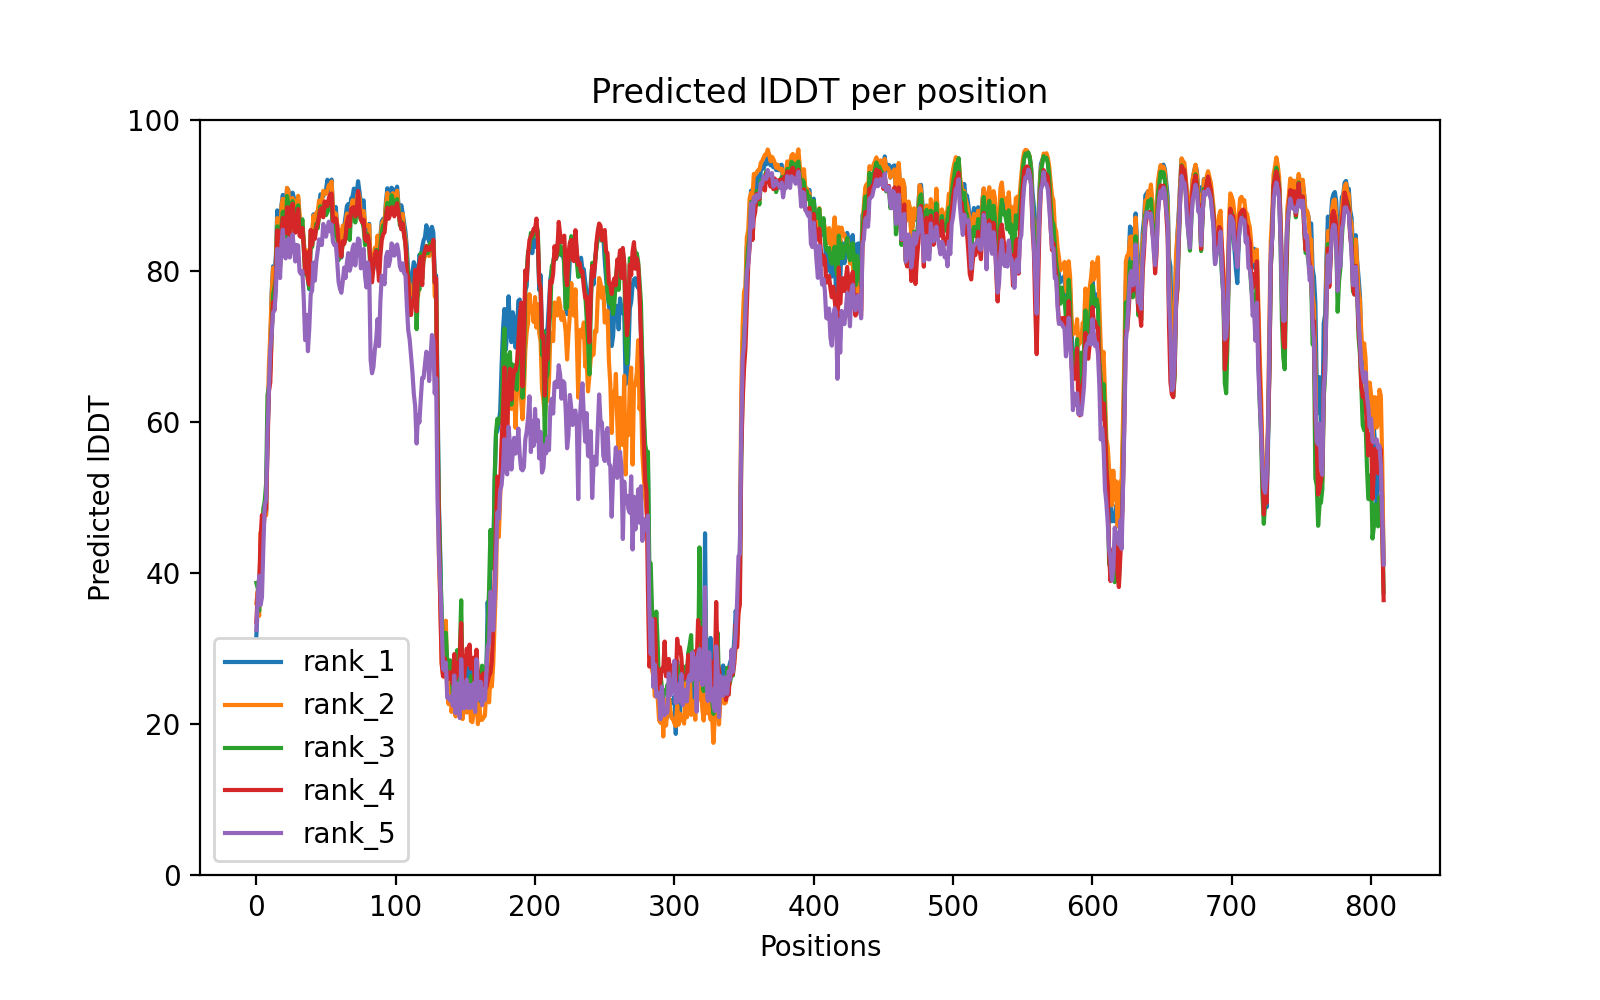 Predicted lDDT per position
100
80
60
40
20
0
Predicted lDDT
rank_1
rank_2
rank_3
rank_4
rank_5
0 100 200 300 400 500 600 700 800
Positions